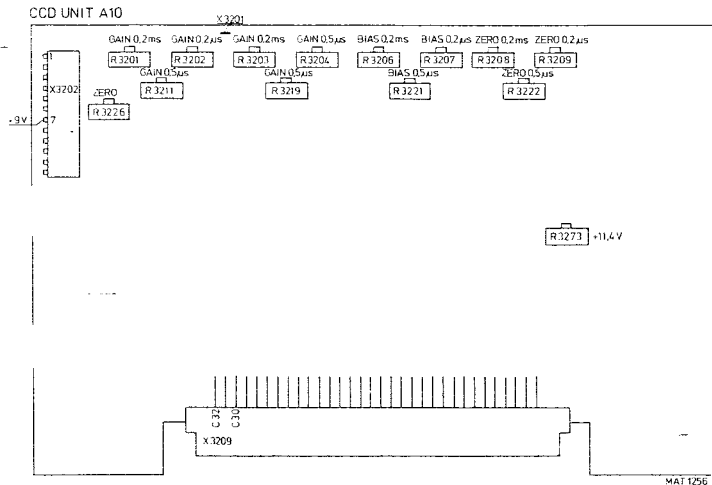 CCD UNIT A10
X3201
GAIN 0,2ms GAIN 0,2µs GAIN 0,2ms GAIN 0,5µs BIAS 0,2ms BIAS 0,2µs ZERO 0,2ms ZERO 0,2µs
R3201 R3202 R3203 R3204 R3206 R3207 R3208 R3209
1
X3202
GAIN 0,5µs GAIN 0,5µs BIAS 0,5µs ZERO 0,5µs
R3211 R3219 R3221 R3222
ZERO
R3226
-9V 7
R3273 +11,4V
C32 C30
X3209
MAT 1256